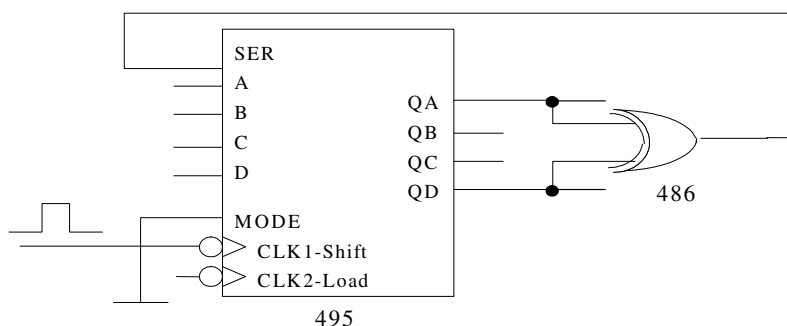 SER
A
B
C
D
MODE
CLK1-Shift
CLK2-Load
QA
QB
QC
QD
486
495